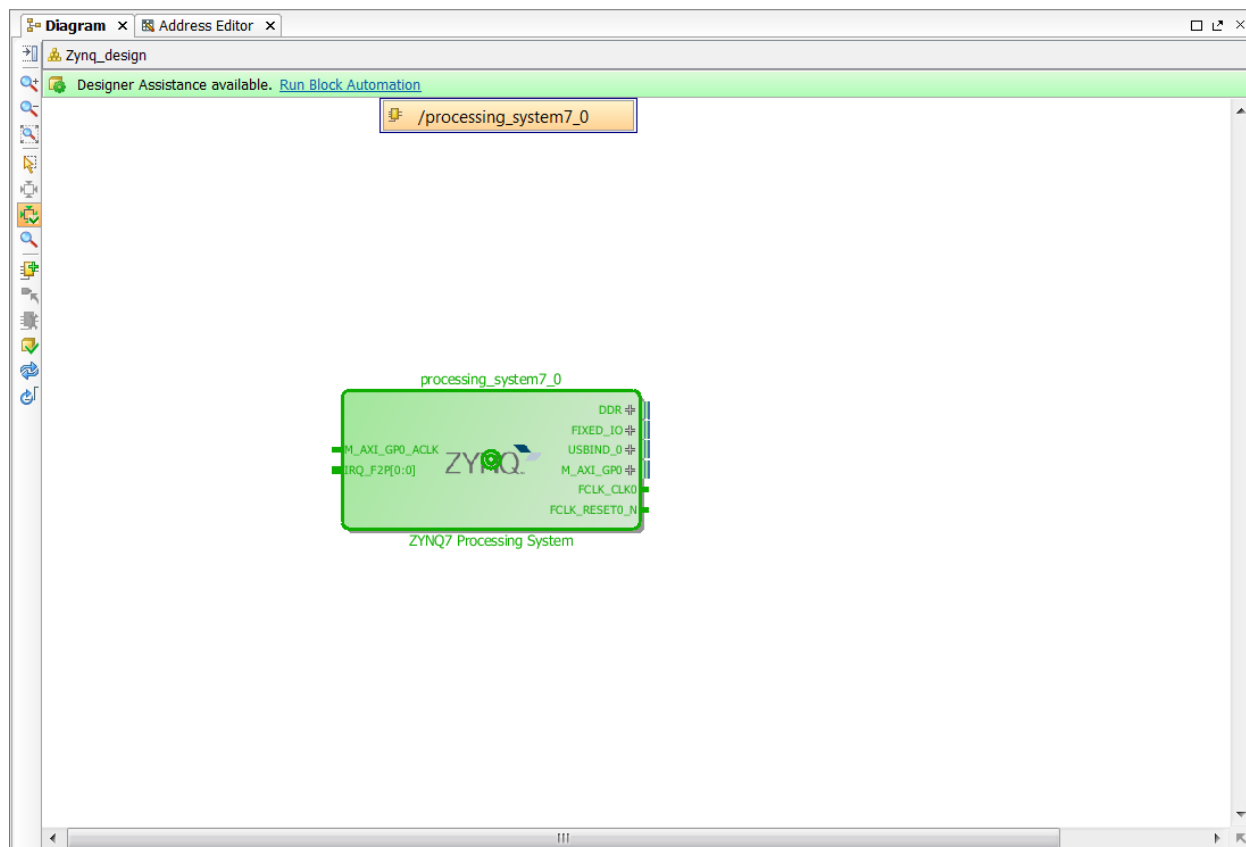 Diagram × Address Editor ×
Zynq_design
Designer Assistance available. Run Block Automation
/processing_system7_0
processing_system7_0
DDR
FIXED_IO
M_AXI_GP0_ACLK
USBIND_0
IRQ_F2P[0:0]
ZYNQ
M_AXI_GP0
FCLK_CLK0
FCLK_RESET0_N
ZYNQ7 Processing System